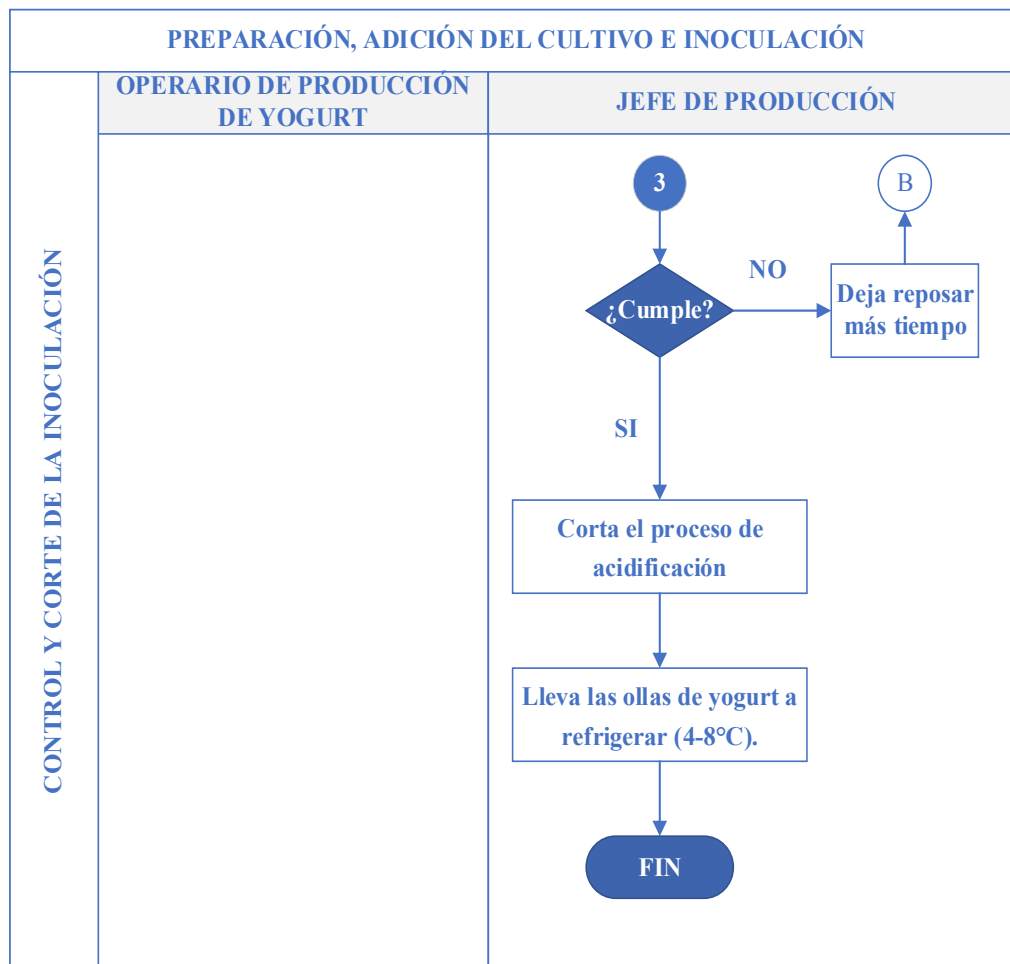 PREPARACIÓN, ADICIÓN DEL CULTIVO E INOCULACIÓN
OPERARIO DE PRODUCCIÓN
DE YOGURT
JEFE DE PRODUCCIÓN
CONTROL Y CORTE DE LA INOCULACIÓN
3
B
¿Cumple?
NO
Deja reposar
más tiempo
SI
Corta el proceso de
acidificación
Lleva las ollas de yogurt a
refrigerar (4-8°C).
FIN